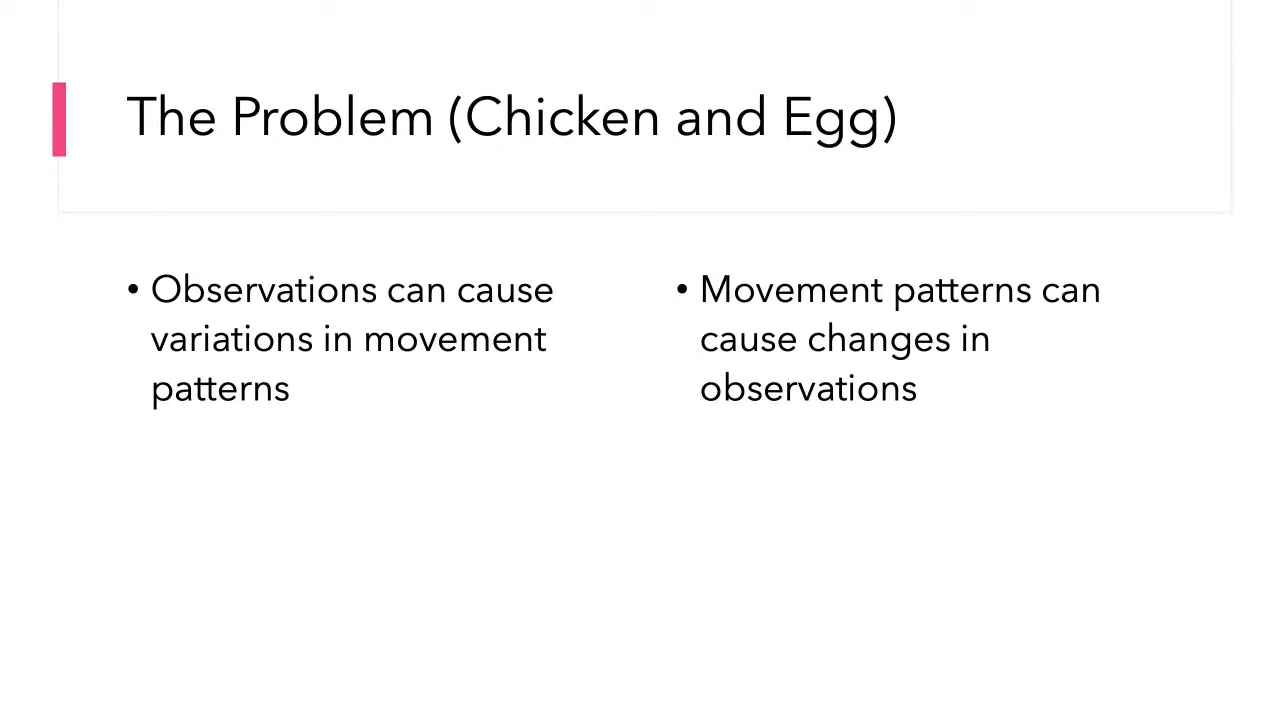 The Problem (Chicken and Egg)
• Observations can cause
variations in movement
patterns
• Movement patterns can
cause changes in
observations